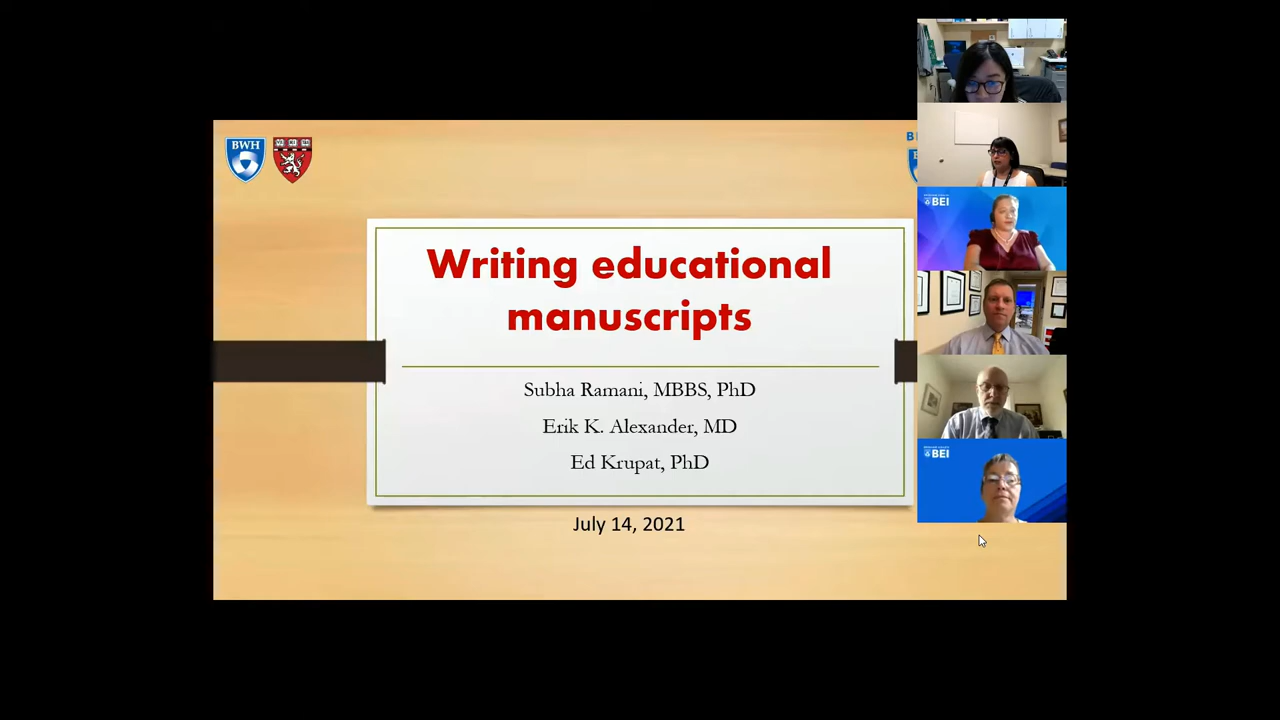 BWH
Writing educational
manuscripts
Subha Ramani, MBBS, PhD
Erik K. Alexander, MD
Ed Krupat, PhD
July 14, 2021
BEI
BEI